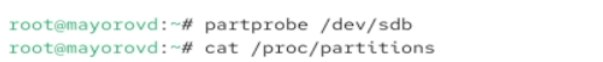 root@mayorovd:~# partprobe /dev/sdb
root@mayorovd:~# cat /proc/partitions